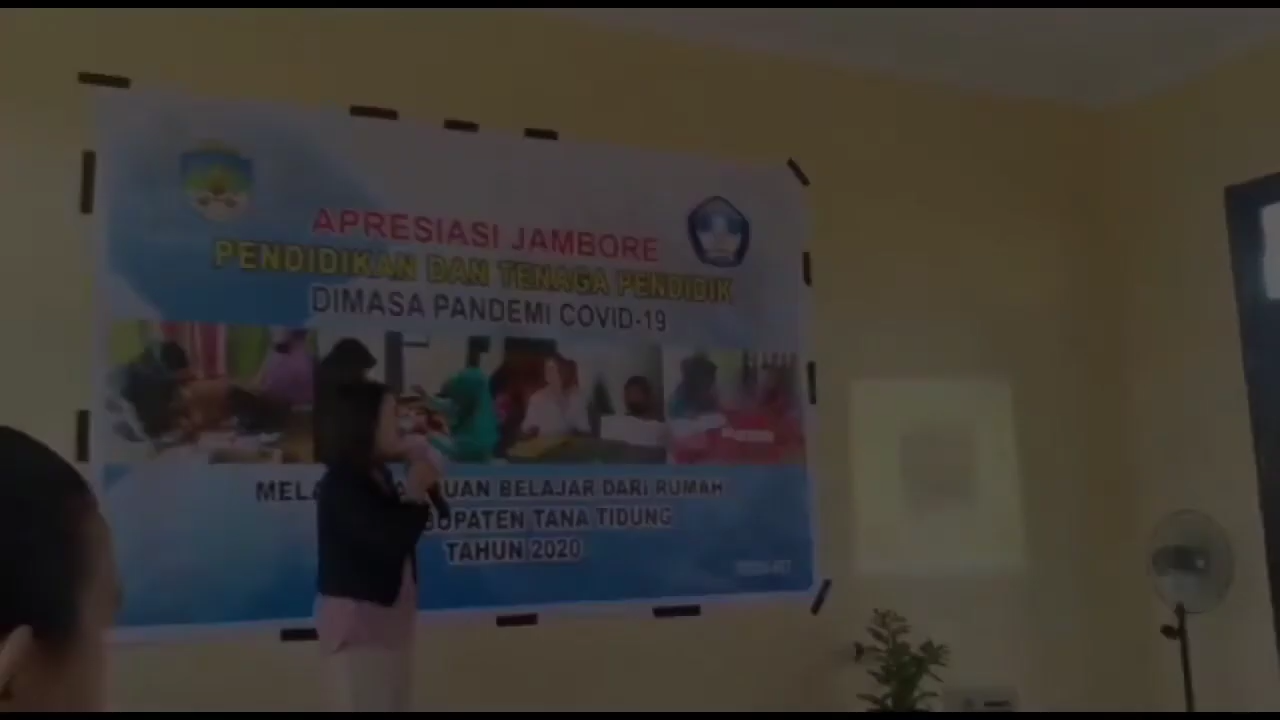 APRESIASI JAMBORE
PENDIDIKAN DAN TENAGA PENDIDIK
DIMASA PANDEMI COVID-19
BELAJAR DARI RUMAH
TANA TIDUNG
TAHUN 2020